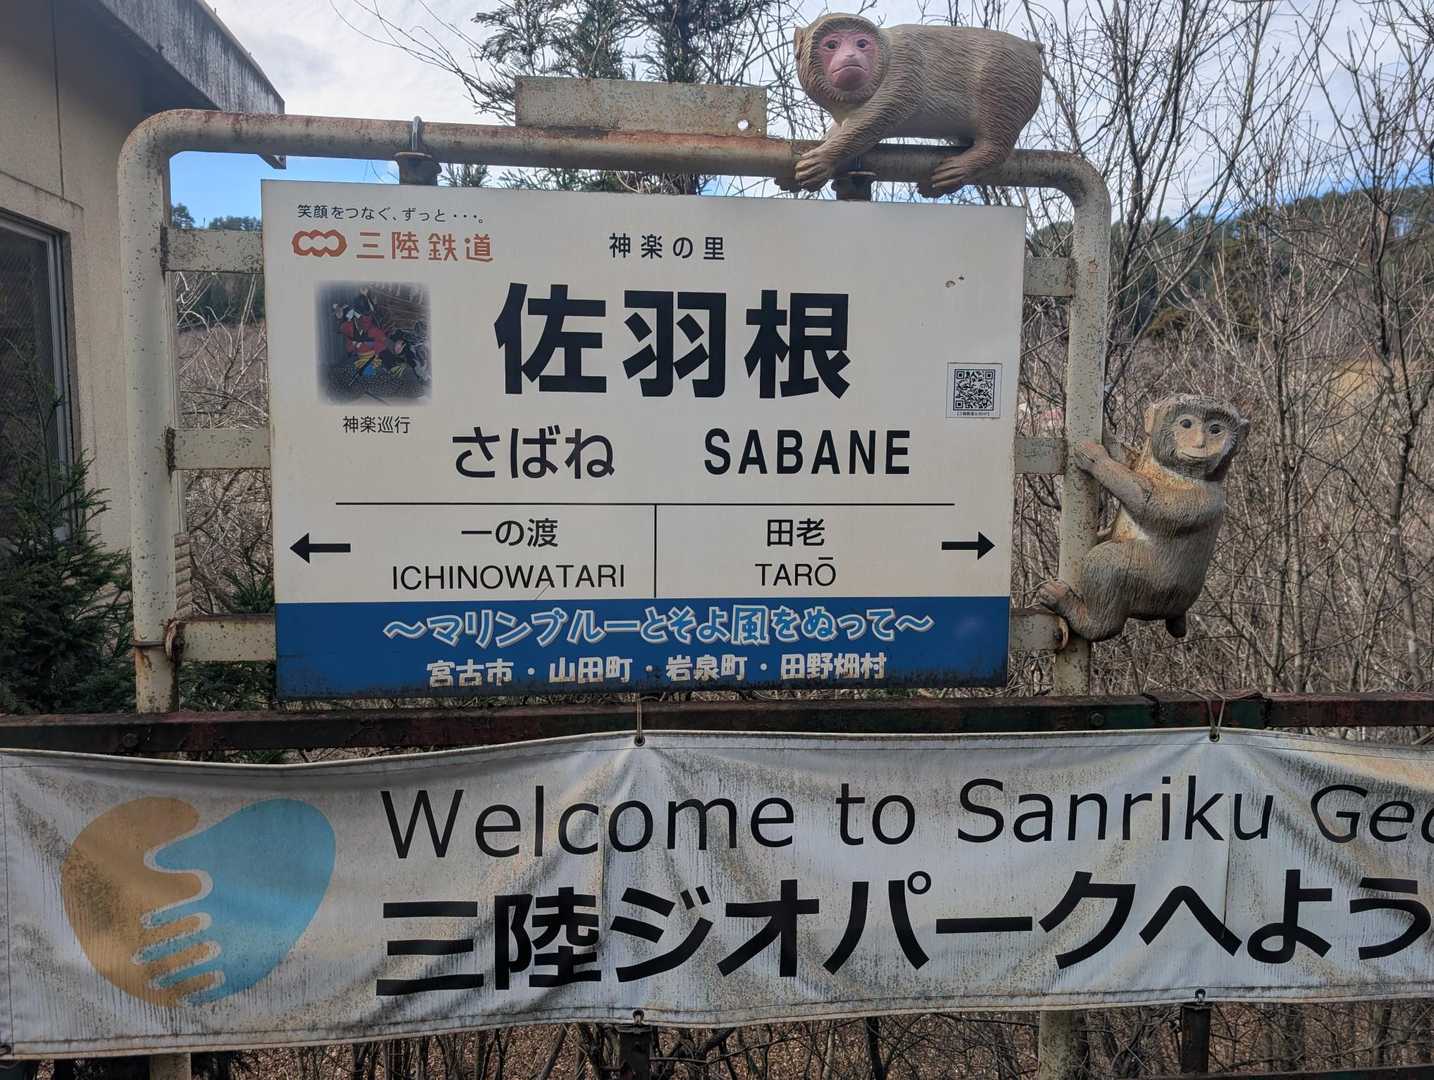 笑顔をつなぐ、ずっと・・・。
三陸鉄道
神楽の里
佐羽根
神楽巡行
さばね SABANE
一の渡 田老
ICHINOWATARI TARŌ
～マリンブルーとそよ風をぬって～
宮古市・山田町・岩泉町・田野畑村
Welcome to Sanriku Geo
三陸ジオパークへよう